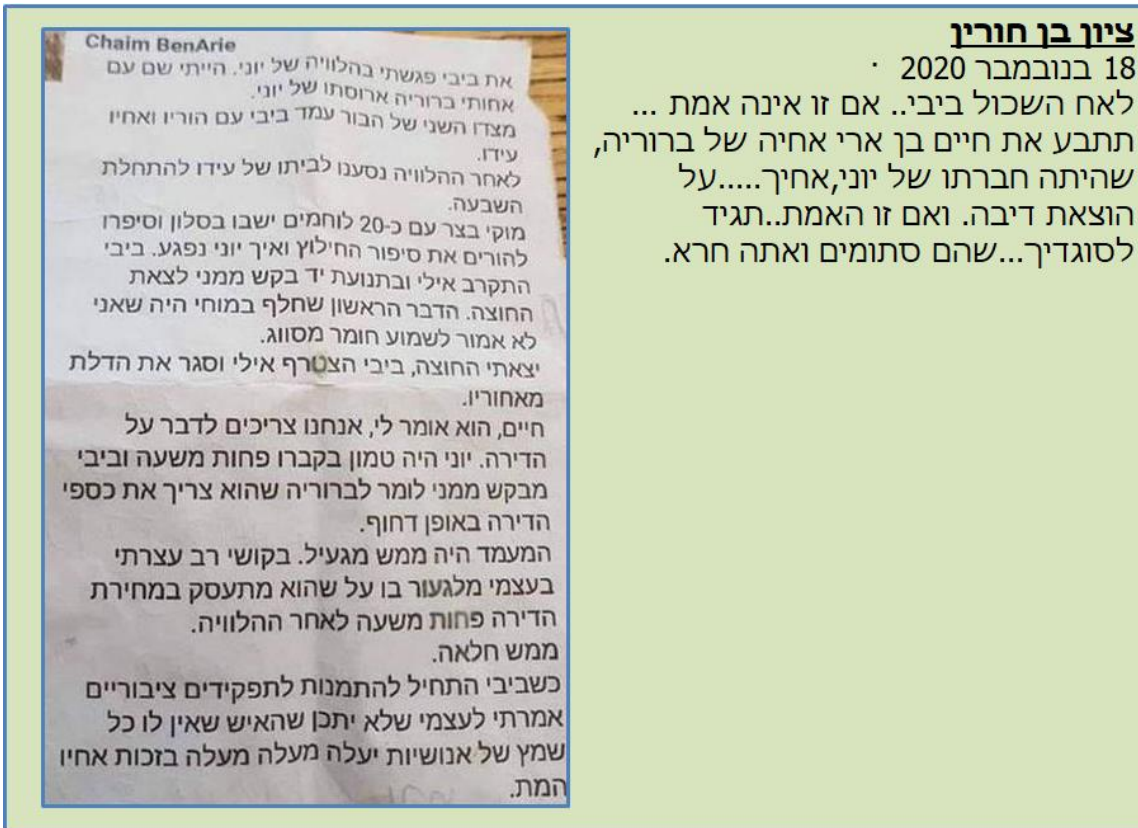 ציון בן חורין
18 בנובמבר 2020 ·
לאח השכול ביבי.. אם זו אינה אמת ...
תתבע את חיים בן ארי אחיה של ברוריה,
שהיתה חברתו של יוני,אחיך.....על
הוצאת דיבה. ואם זו האמת..תגיד
לסוגדיך...שהם סתומים ואתה חרא.
Chaim BenArie
את ביבי פגשתי בהלוויה של יוני. הייתי שם עם
אחותי ברוריה ארוסתו של יוני.
מצדו השני של הבור עמד ביבי עם הוריו ואחיו
עידו.
לאחר ההלוויה נסענו לביתו של עידו להתחלת
השבעה.
מוקי בצר עם כ-20 לוחמים ישבו בסלון וסיפרו
להורים את סיפור החילוץ ואיך יוני נפגע. ביבי
התקרב אילי ובתנועת יד בקש ממני לצאת
החוצה. הדבר הראשון שחלף במוחי היה שאני
לא אמור לשמוע חומר מסווג.
יצאתי החוצה, ביבי הצטרף אילי וסגר את הדלת
מאחוריו.
חיים, הוא אומר לי, אנחנו צריכים לדבר על
הדירה. יוני היה טמון בקברו פחות משעה וביבי
מבקש ממני לומר לברוריה שהוא צריך את כספי
הדירה באופן דחוף.
המעמד היה ממש מגעיל. בקושי רב עצרתי
בעצמי מלגעור בו על שהוא מתעסק במחירת
הדירה פחות משעה לאחר ההלוויה.
ממש חלאה.
כשביבי התחיל להתמנות לתפקידים ציבוריים
אמרתי לעצמי שלא יתכן שהאיש שאין לו כל
שמץ של אנושיות יעלה מעלה מעלה בזכות אחיו
המת.